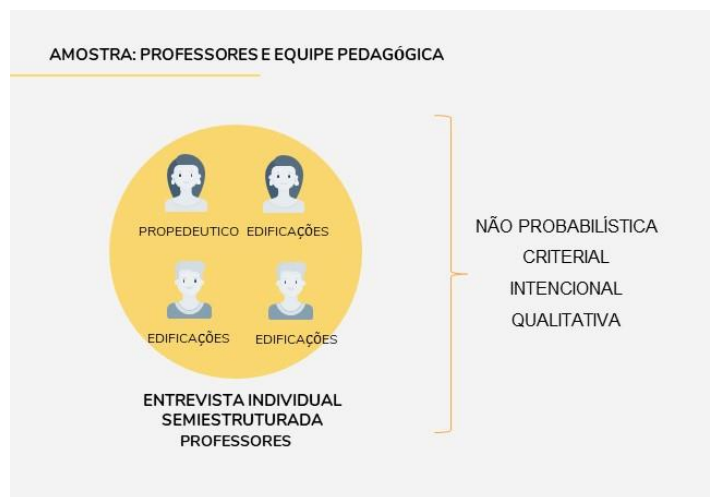 AMOSTRA: PROFESSORES E EQUIPE PEDAGÓGICA
PROPEDEUTICO EDIFICAÇÕES
EDIFICAÇÕES EDIFICAÇÕES
ENTREVISTA INDIVIDUAL
SEMIESTRUTURADA
PROFESSORES
NÃO PROBABILÍSTICA
CRITERIAL
INTENCIONAL
QUALITATIVA